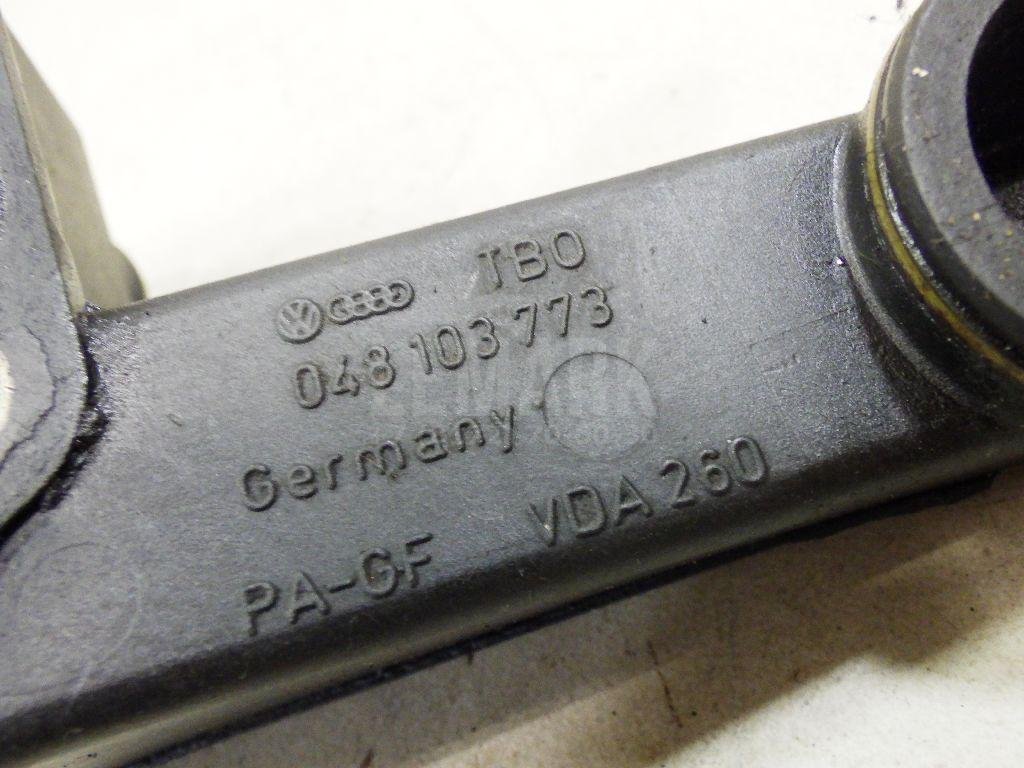 TBO
048 103 773
Germany
PA-GF VDA 260